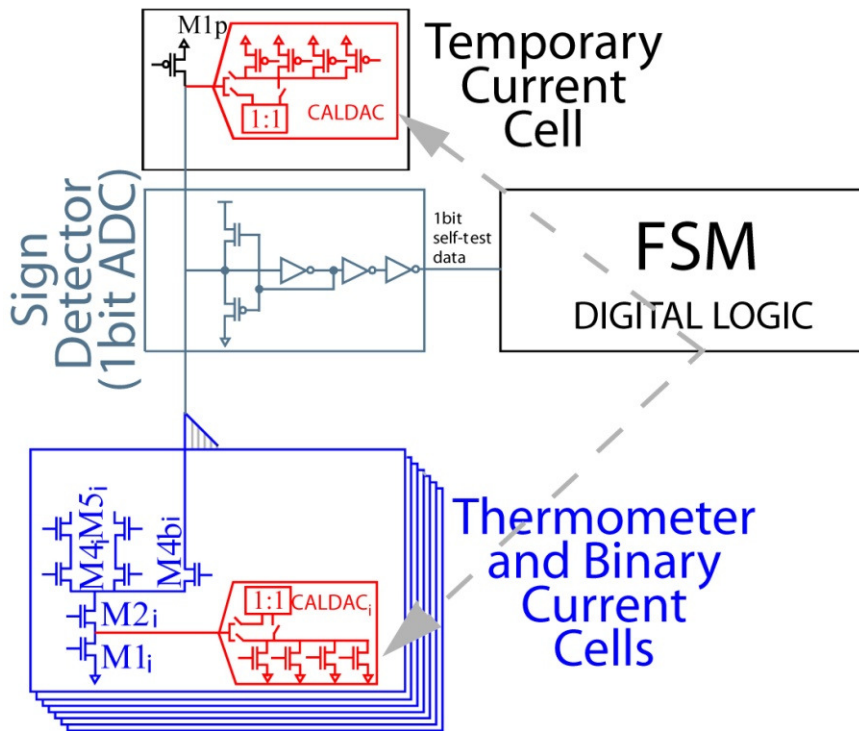 M1p
1:1
CALDAC
Temporary
Current
Cell
Sign
Detector
(1bit ADC)
1bit
self-test
data
FSM
DIGITAL LOGIC
M4i
M5i
M4bi
M2i
M1i
1:1
CALDACi
Thermometer
and Binary
Current
Cells